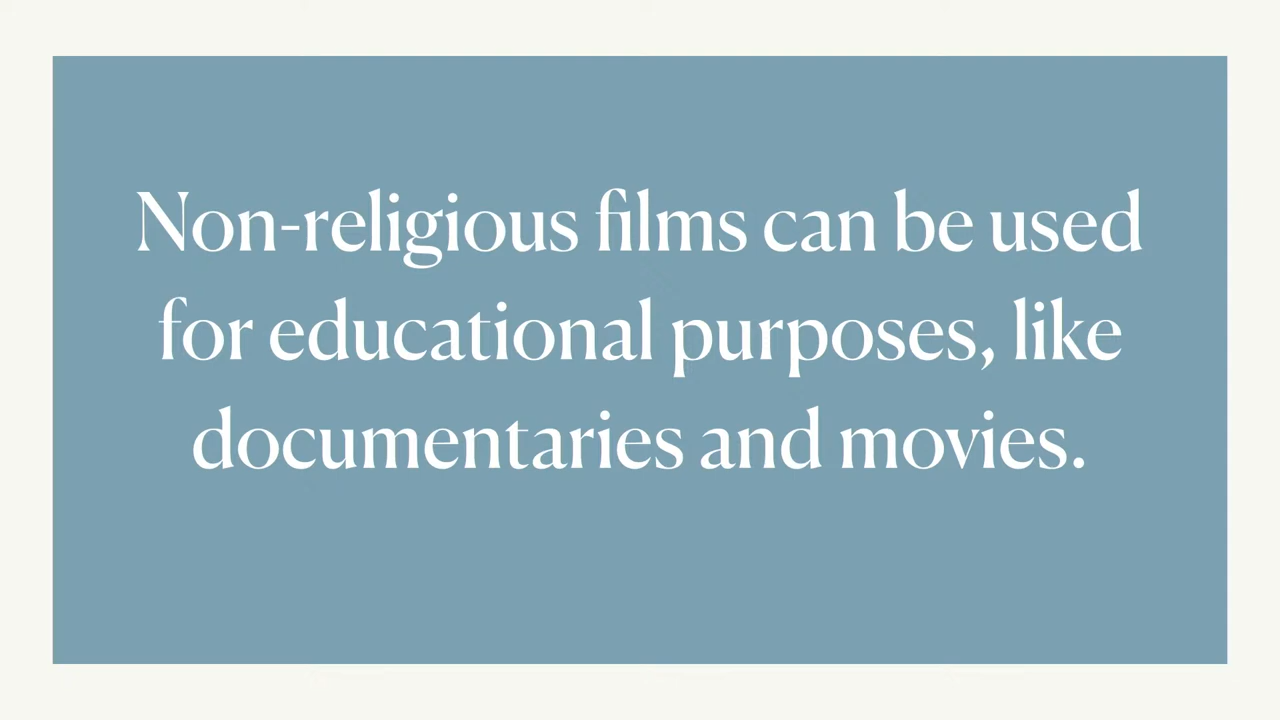 Non-religious films can be used
for educational purposes, like
documentaries and movies.